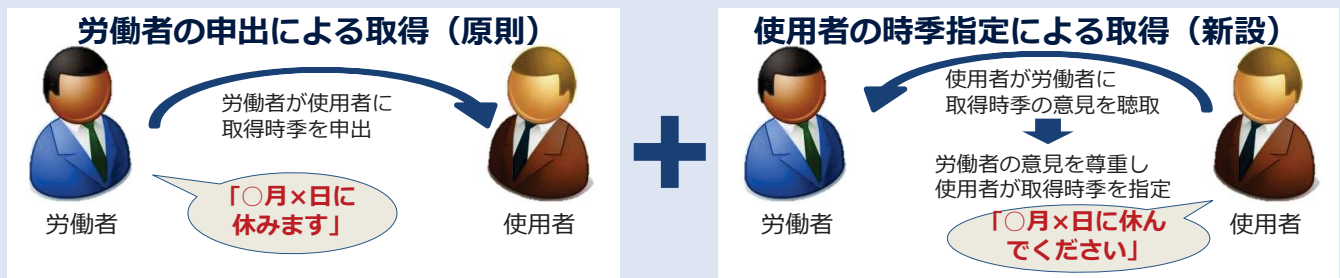 労働者の申出による取得（原則）
労働者が使用者に
取得時季を申出
「○月×日に
休みます」
労働者
使用者
使用者の時季指定による取得（新設）
使用者が労働者に
取得時季の意見を聴取
労働者の意見を尊重し
使用者が取得時季を指定
「○月×日に休ん
でください」
労働者
使用者